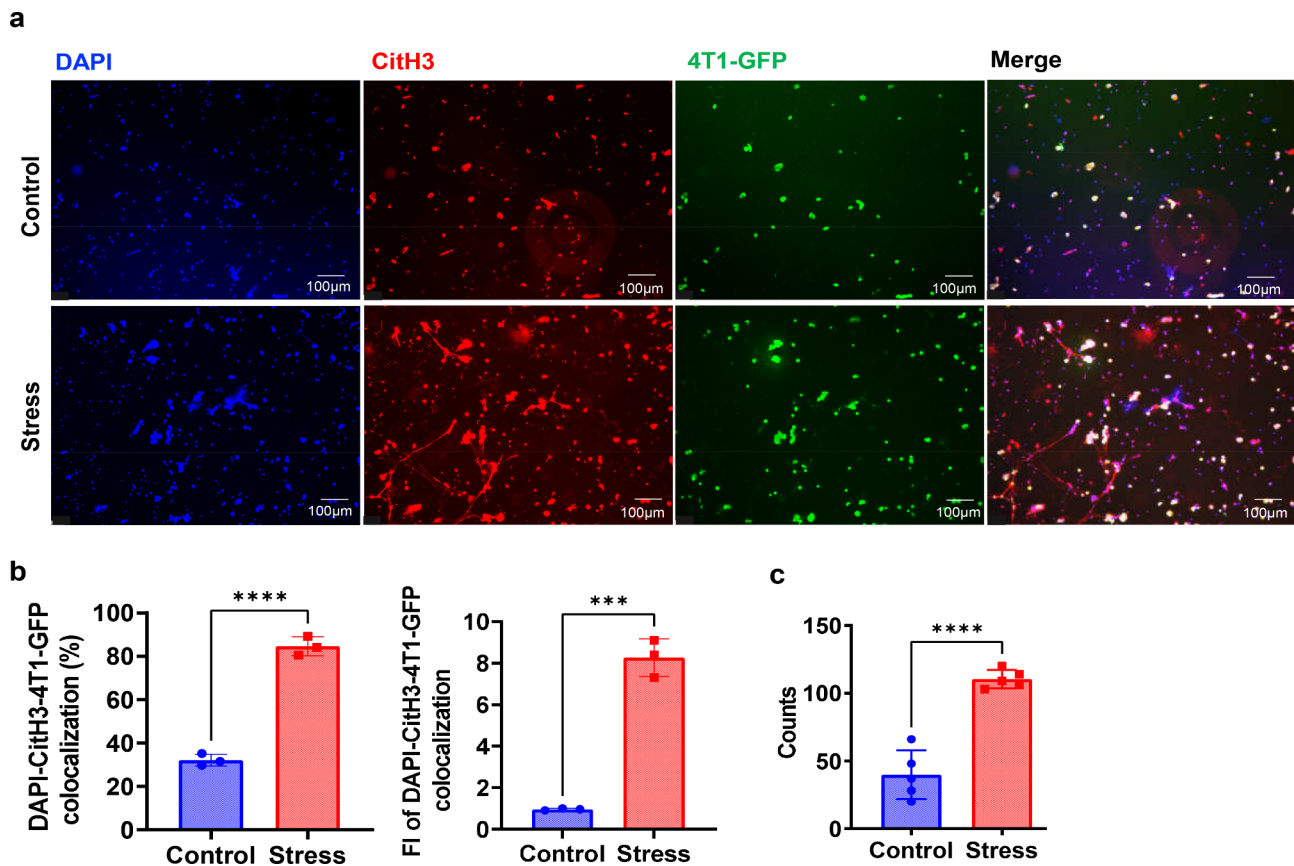 a
DAPI CitH3 4T1-GFP Merge
Control
100µm 100µm 100µm 100µm
Stress
100µm 100µm 100µm 100µm
b
DAPI-CitH3-4T1-GFP
colocalization (%)
100
80
60
40
20
0
****
Control Stress
FI of DAPI-CitH3-4T1-GFP
colocalization
10
8
6
4
2
0
***
Control Stress
c
Counts
150
100
50
0
****
Control Stress